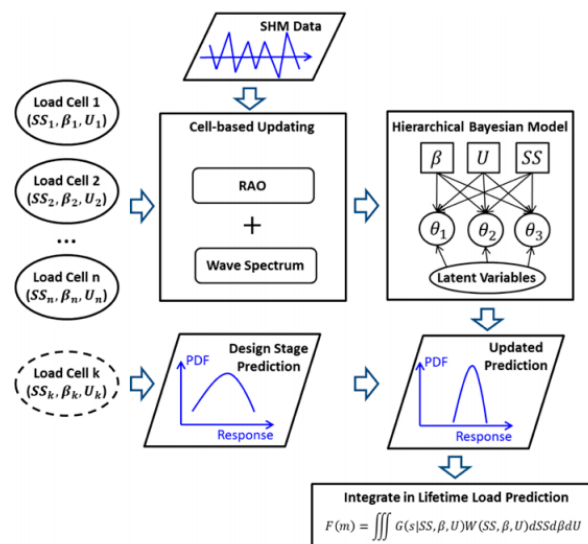 SHM Data
Load Cell 1
(SS₁, β₁, U₁)
Load Cell 2
(SS₂, β₂, U₂)
...
Load Cell n
(SSₙ, βₙ, Uₙ)
Cell-based Updating
RAO
+
Wave Spectrum
Hierarchical Bayesian Model
β U SS
θ₁ θ₂ θ₃
Latent Variables
Load Cell k
(SSₖ, βₖ, Uₖ)
Design Stage
Prediction
PDF
Response
Updated
Prediction
PDF
Response
Integrate in Lifetime Load Prediction
F(m) = ∭ G(s|SS, β, U)W(SS, β, U)dSSdβdU